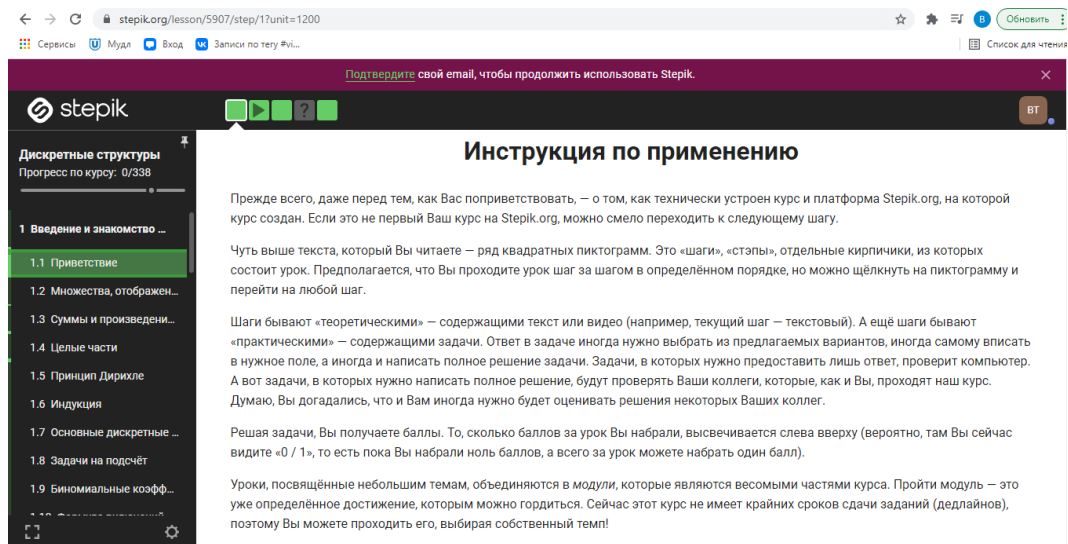 stepik.org/lesson/5907/step/1?unit=1200
В
Обновить
Сервисы
Мудл
Вход
Записи по тегу #vi...
Список для чтения
Подтвердите свой email, чтобы продолжить использовать Stepik.
stepik
?
ВТ
Дискретные структуры
Прогресс по курсу: 0/338
1 Введение и знакомство ...
1.1 Приветствие
1.2 Множества, отображен...
1.3 Суммы и произведени...
1.4 Целые части
1.5 Принцип Дирихле
1.6 Индукция
1.7 Основные дискретные ...
1.8 Задачи на подсчёт
1.9 Биномиальные коэфф...
Инструкция по применению
Прежде всего, даже перед тем, как Вас поприветствовать, — о том, как технически устроен курс и платформа Stepik.org, на которой
курс создан. Если это не первый Ваш курс на Stepik.org, можно смело переходить к следующему шагу.
Чуть выше текста, который Вы читаете — ряд квадратных пиктограмм. Это «шаги», «стэпы», отдельные кирпичики, из которых
состоит урок. Предполагается, что Вы проходите урок шаг за шагом в определённом порядке, но можно щёлкнуть на пиктограмму и
перейти на любой шаг.
Шаги бывают «теоретическими» — содержащими текст или видео (например, текущий шаг — текстовый). А ещё шаги бывают
«практическими» — содержащими задачи. Ответ в задаче иногда нужно выбрать из предлагаемых вариантов, иногда самому вписать
в нужное поле, а иногда и написать полное решение задачи. Задачи, в которых нужно предоставить лишь ответ, проверит компьютер.
А вот задачи, в которых нужно написать полное решение, будут проверять Ваши коллеги, которые, как и Вы, проходят наш курс.
Думаю, Вы догадались, что и Вам иногда нужно будет оценивать решения некоторых Ваших коллег.
Решая задачи, Вы получаете баллы. То, сколько баллов за урок Вы набрали, высвечивается слева вверху (вероятно, там Вы сейчас
видите «0 / 1», то есть пока Вы набрали ноль баллов, а всего за урок можете набрать один балл).
Уроки, посвящённые небольшим темам, объединяются в модули, которые являются весомыми частями курса. Пройти модуль — это
уже определённое достижение, которым можно гордиться. Сейчас этот курс не имеет крайних сроков сдачи заданий (дедлайнов),
поэтому Вы можете проходить его, выбирая собственный темп!